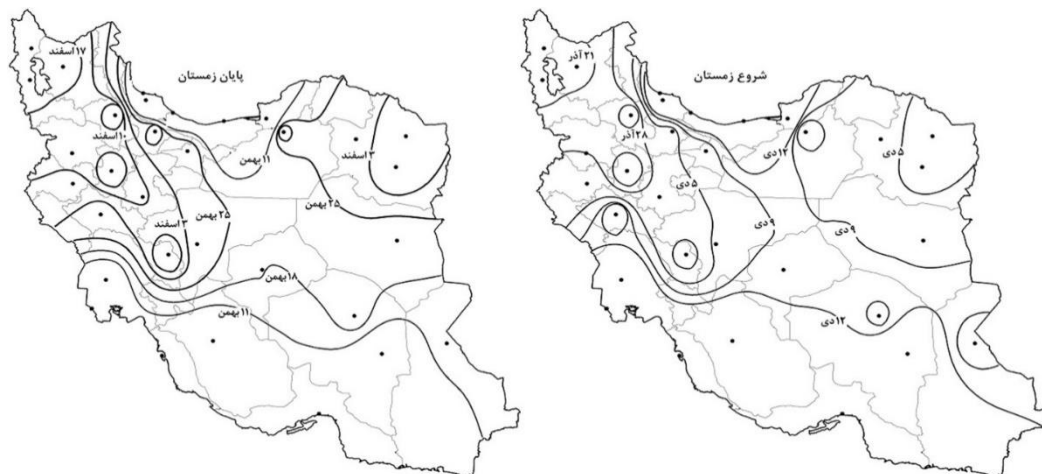 پایان زمستان
۱۷ اسفند
۱۰ اسفند
۱۱ بهمن
۳ اسفند
۲۵ بهمن
۲۵ بهمن
۳ اسفند
۱۸ بهمن
۱۱ بهمن
شروع زمستان
۲۱ آذر
۲۸ آذر
۱۲ دی
۵ دی
۵ دی
۹ دی
۹ دی
۱۲ دی